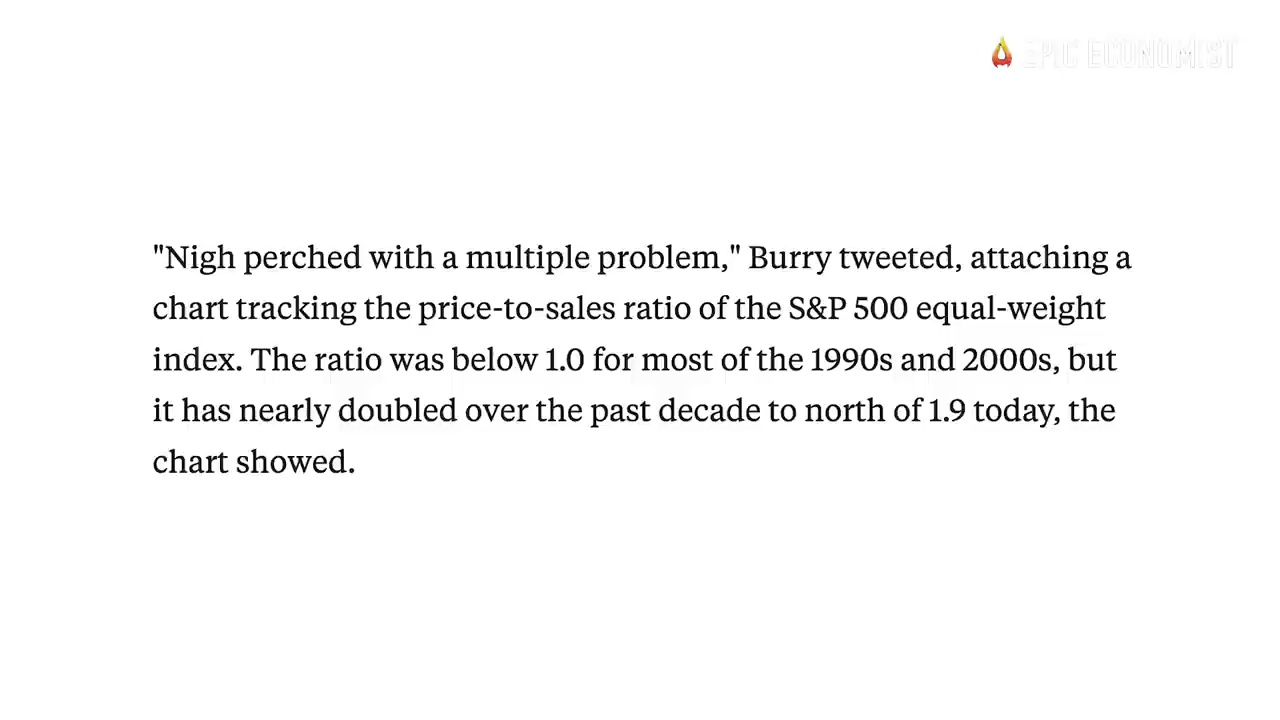 EPIC ECONOMIST
"Nigh perched with a multiple problem," Burry tweeted, attaching a
chart tracking the price-to-sales ratio of the S&P 500 equal-weight
index. The ratio was below 1.0 for most of the 1990s and 2000s, but
it has nearly doubled over the past decade to north of 1.9 today, the
chart showed.